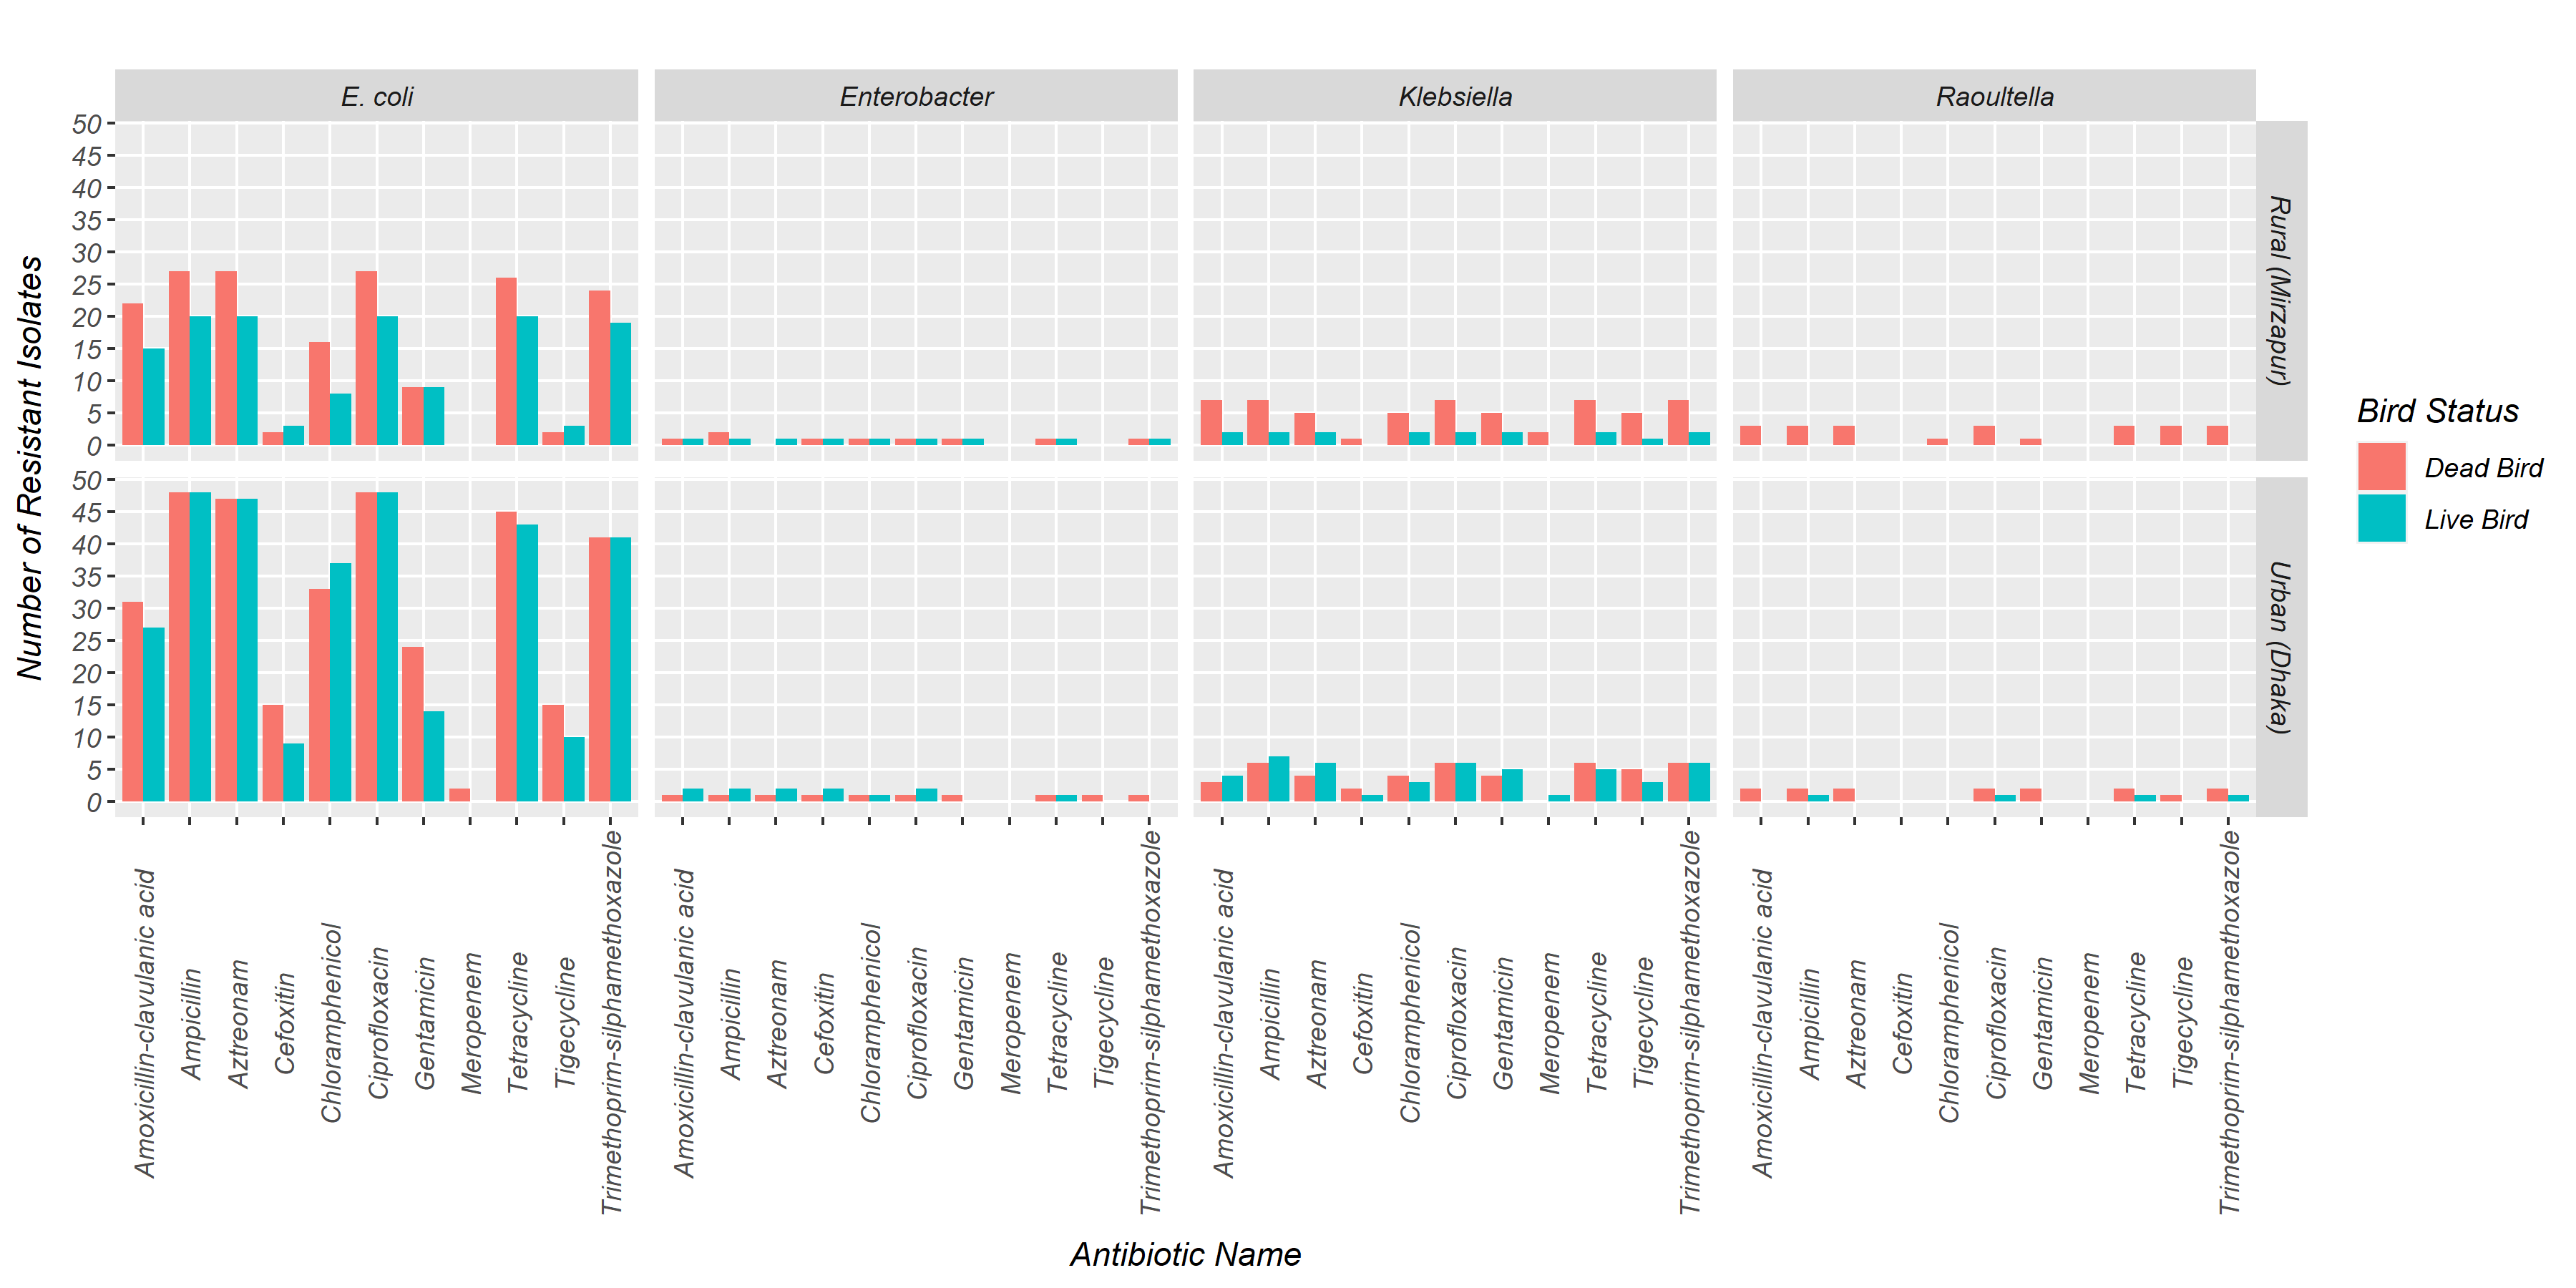 E. coli
Enterobacter
Klebsiella
Raoultella
Number of Resistant Isolates
50
45
40
35
30
25
20
15
10
5
0
Rural (Mirzapur)
50
45
40
35
30
25
20
15
10
5
0
Urban (Dhaka)
Bird Status
Dead Bird
Live Bird
Amoxicillin-clavulanic acid
Ampicillin
Aztreonam
Cefoxitin
Chloramphenicol
Ciprofloxacin
Gentamicin
Meropenem
Tetracycline
Tigecycline
Trimethoprim-silphamethoxazole
Amoxicillin-clavulanic acid
Ampicillin
Aztreonam
Cefoxitin
Chloramphenicol
Ciprofloxacin
Gentamicin
Meropenem
Tetracycline
Tigecycline
Trimethoprim-silphamethoxazole
Amoxicillin-clavulanic acid
Ampicillin
Aztreonam
Cefoxitin
Chloramphenicol
Ciprofloxacin
Gentamicin
Meropenem
Tetracycline
Tigecycline
Trimethoprim-silphamethoxazole
Amoxicillin-clavulanic acid
Ampicillin
Aztreonam
Cefoxitin
Chloramphenicol
Ciprofloxacin
Gentamicin
Meropenem
Tetracycline
Tigecycline
Trimethoprim-silphamethoxazole
Antibiotic Name